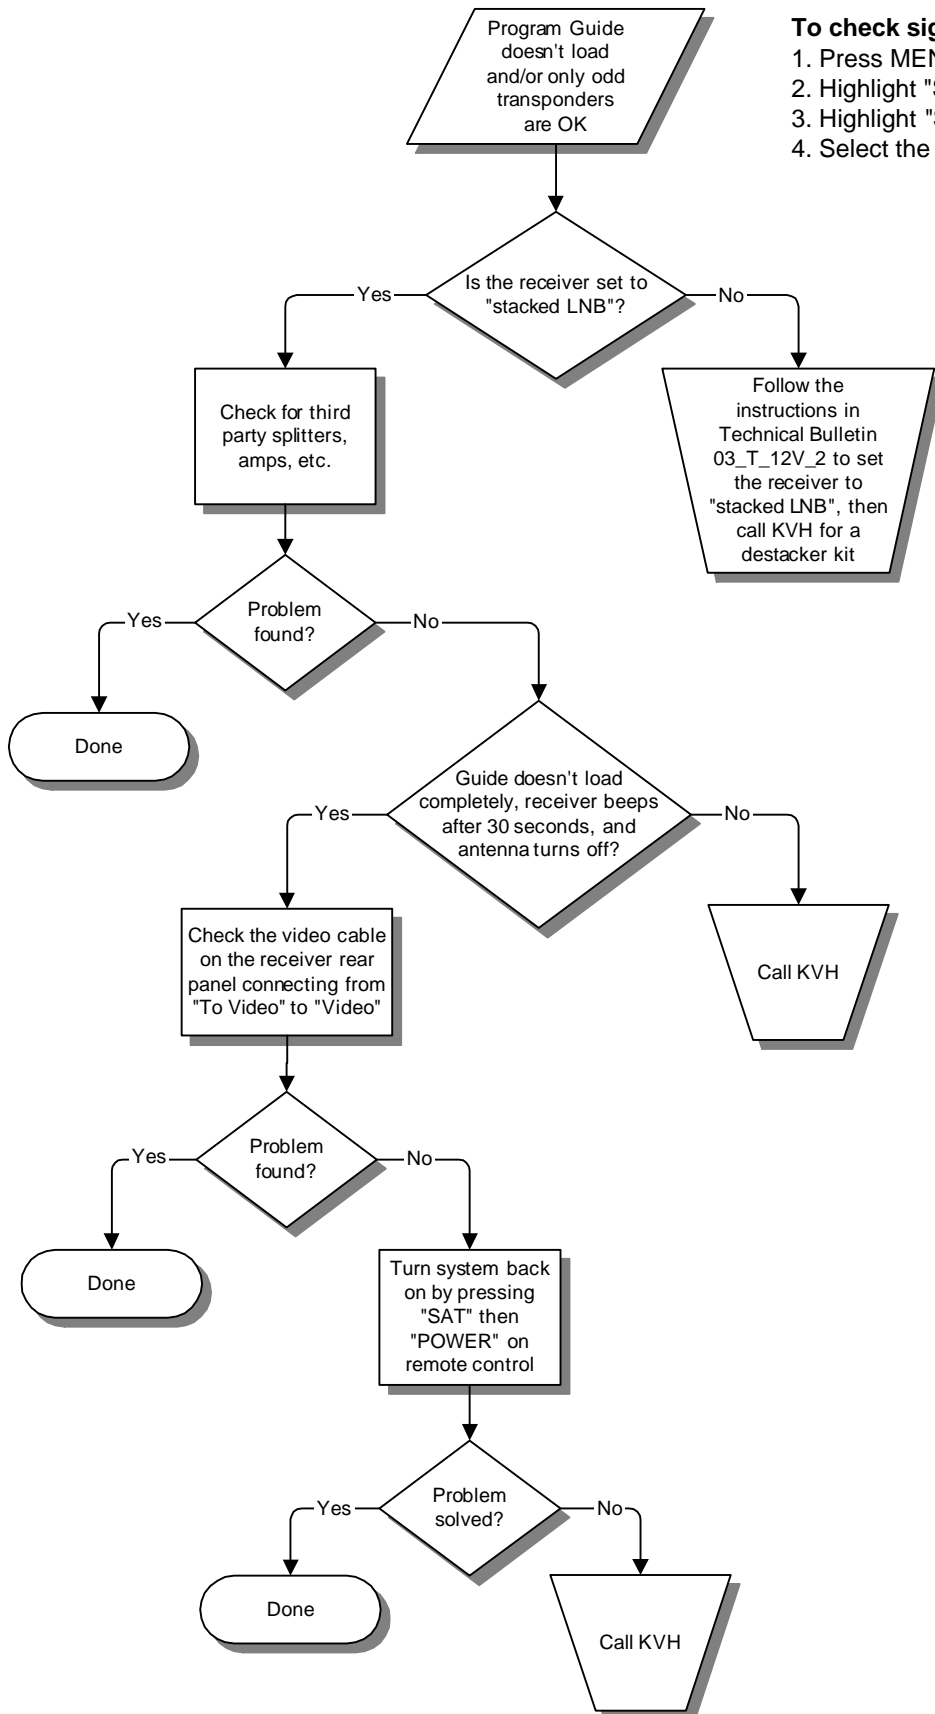 Program Guide
doesn't load
and/or only odd
transponders
are OK
To check
1. Press
2. Highlight
3. Highlight
4. Select the
Is the receiver set to
"stacked LNB"?
Yes
No
Check for third
party splitters,
amps, etc.
Follow the
instructions in
Technical Bulletin
03_T_12V_2 to set
the receiver to
"stacked LNB", then
call KVH for a
destacker kit
Problem
found?
Yes
No
Done
Guide doesn't load
completely, receiver beeps
after 30 seconds, and
antenna turns off?
Yes
No
Check the video cable
on the receiver rear
panel connecting from
"To Video" to "Video"
Call KVH
Problem
found?
Yes
No
Done
Turn system back
on by pressing
"SAT" then
"POWER" on
remote control
Problem
solved?
Yes
No
Done
Call KVH